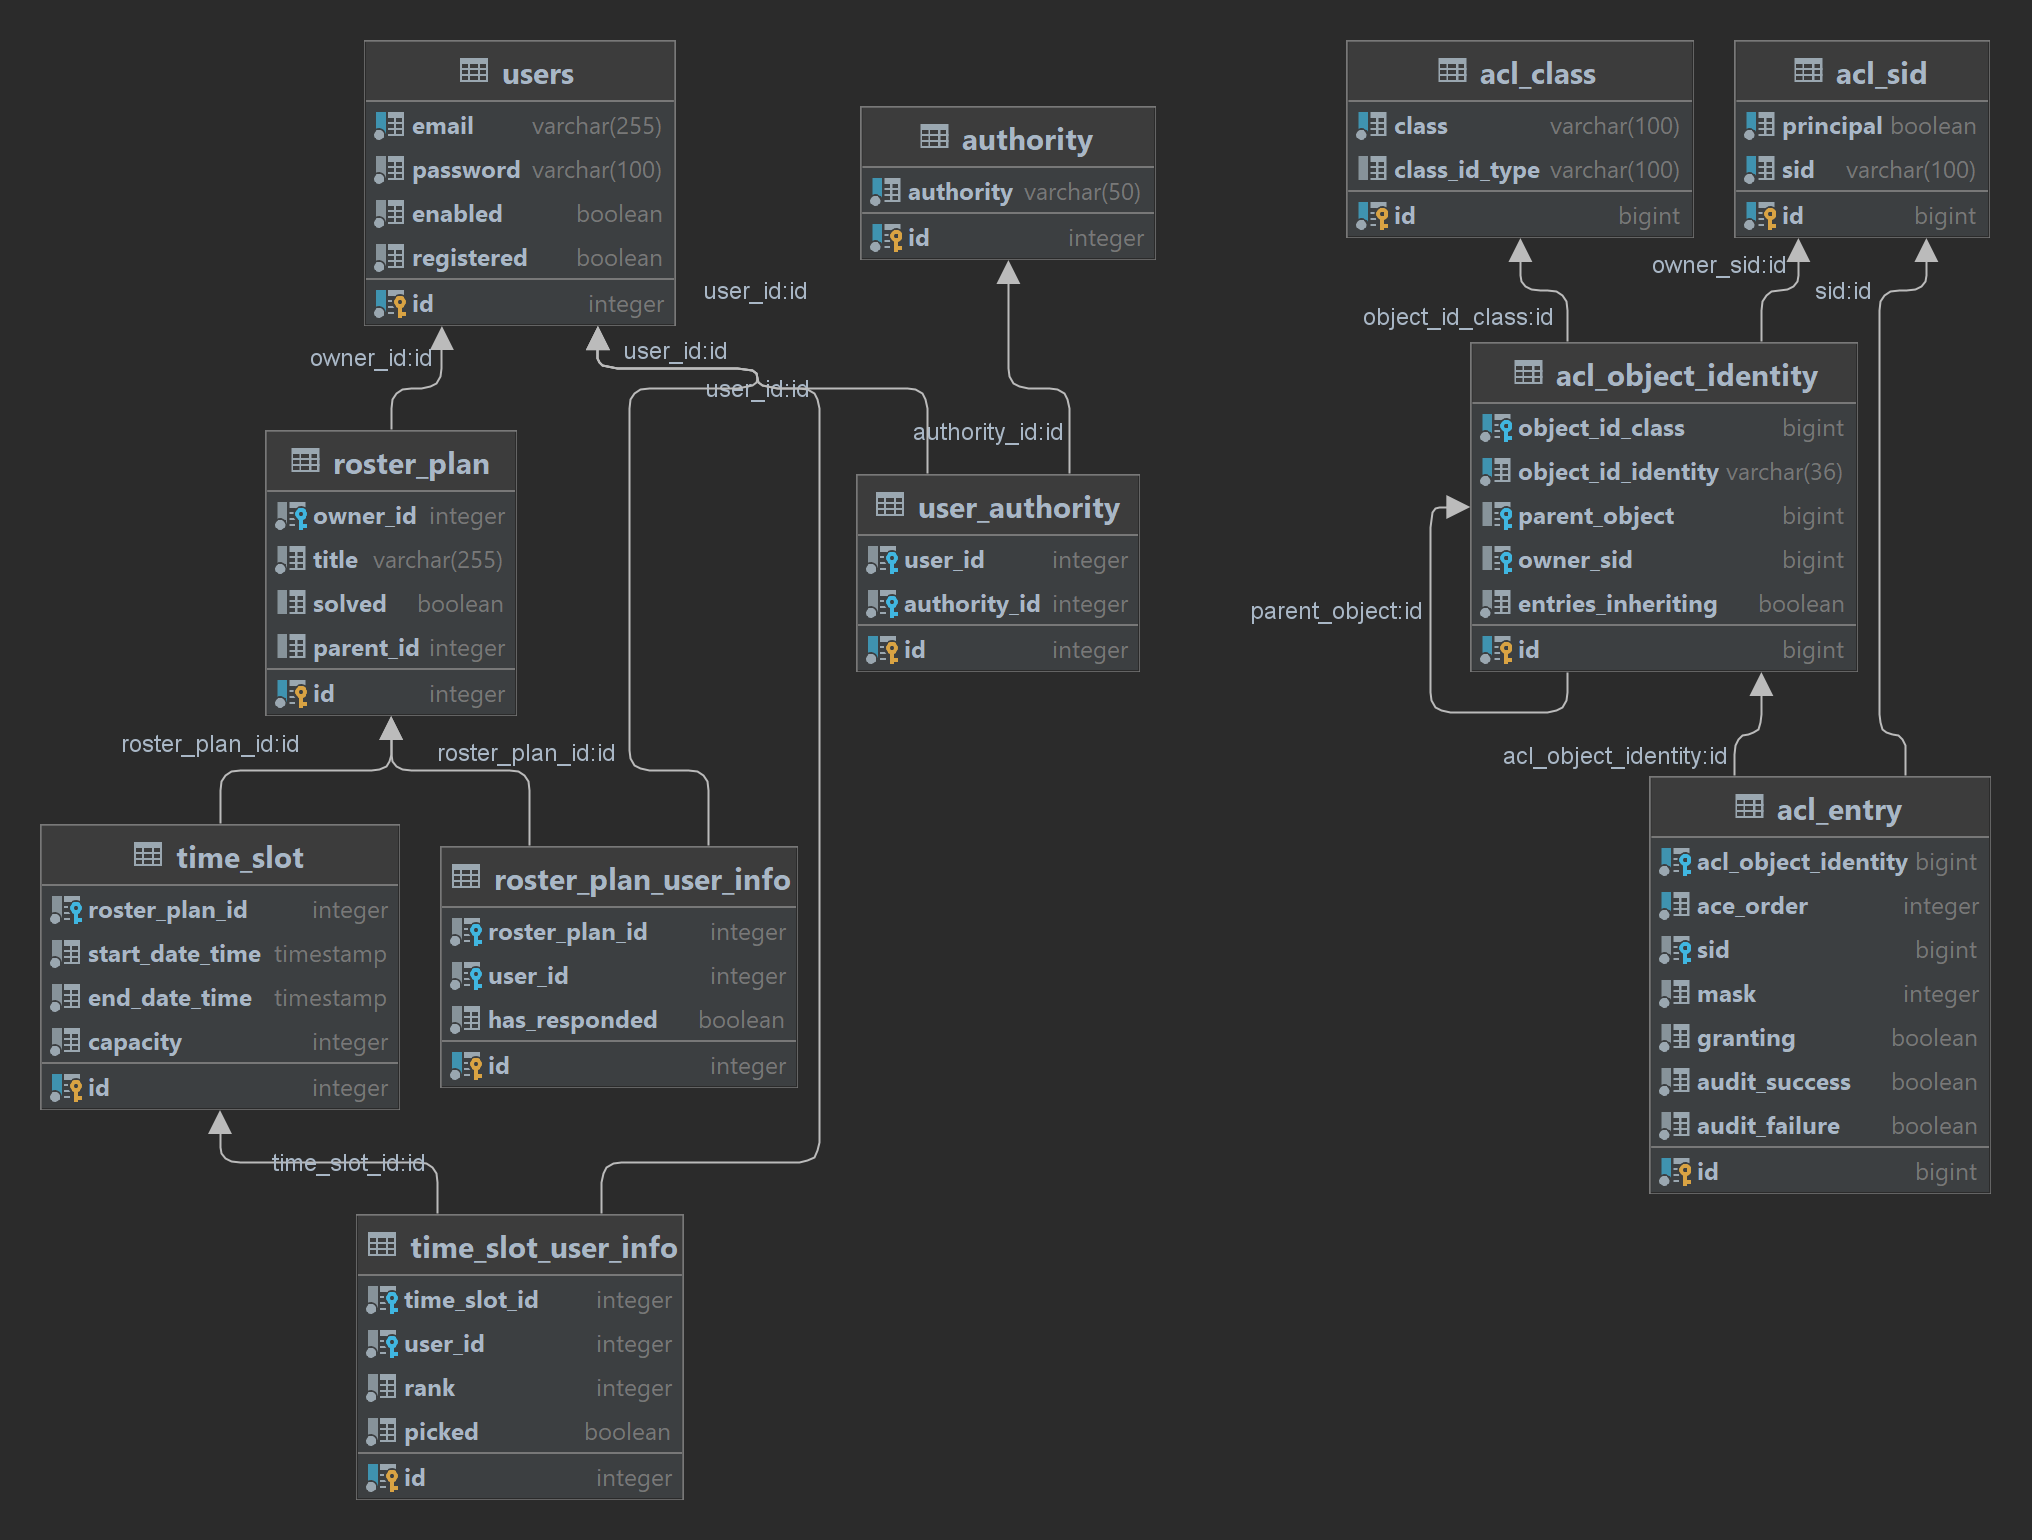 users
email varchar(255)
password varchar(100)
enabled boolean
registered boolean
id integer
authority
authority varchar(50)
id integer
acl_class
class varchar(100)
class_id_type varchar(100)
id bigint
acl_sid
principal boolean
sid varchar(100)
id bigint
owner_id:id
user_id:id
user_id:id
user_id:id
authority_id:id
object_id_class:id
owner_sid:id
sid:id
roster_plan
owner_id integer
title varchar(255)
solved boolean
parent_id integer
id integer
user_authority
user_id integer
authority_id integer
id integer
acl_object_identity
object_id_class bigint
object_id_identity varchar(36)
parent_object bigint
owner_sid bigint
entries_inheriting boolean
id bigint
parent_object:id
roster_plan_id:id
roster_plan_id:id
acl_object_identity:id
time_slot
roster_plan_id integer
start_date_time timestamp
end_date_time timestamp
capacity integer
id integer
roster_plan_user_info
roster_plan_id integer
user_id integer
has_responded boolean
id integer
acl_entry
acl_object_identity bigint
ace_order integer
sid bigint
mask integer
granting boolean
audit_success boolean
audit_failure boolean
id bigint
time_slot_id:id
time_slot_user_info
time_slot_id integer
user_id integer
rank integer
picked boolean
id integer